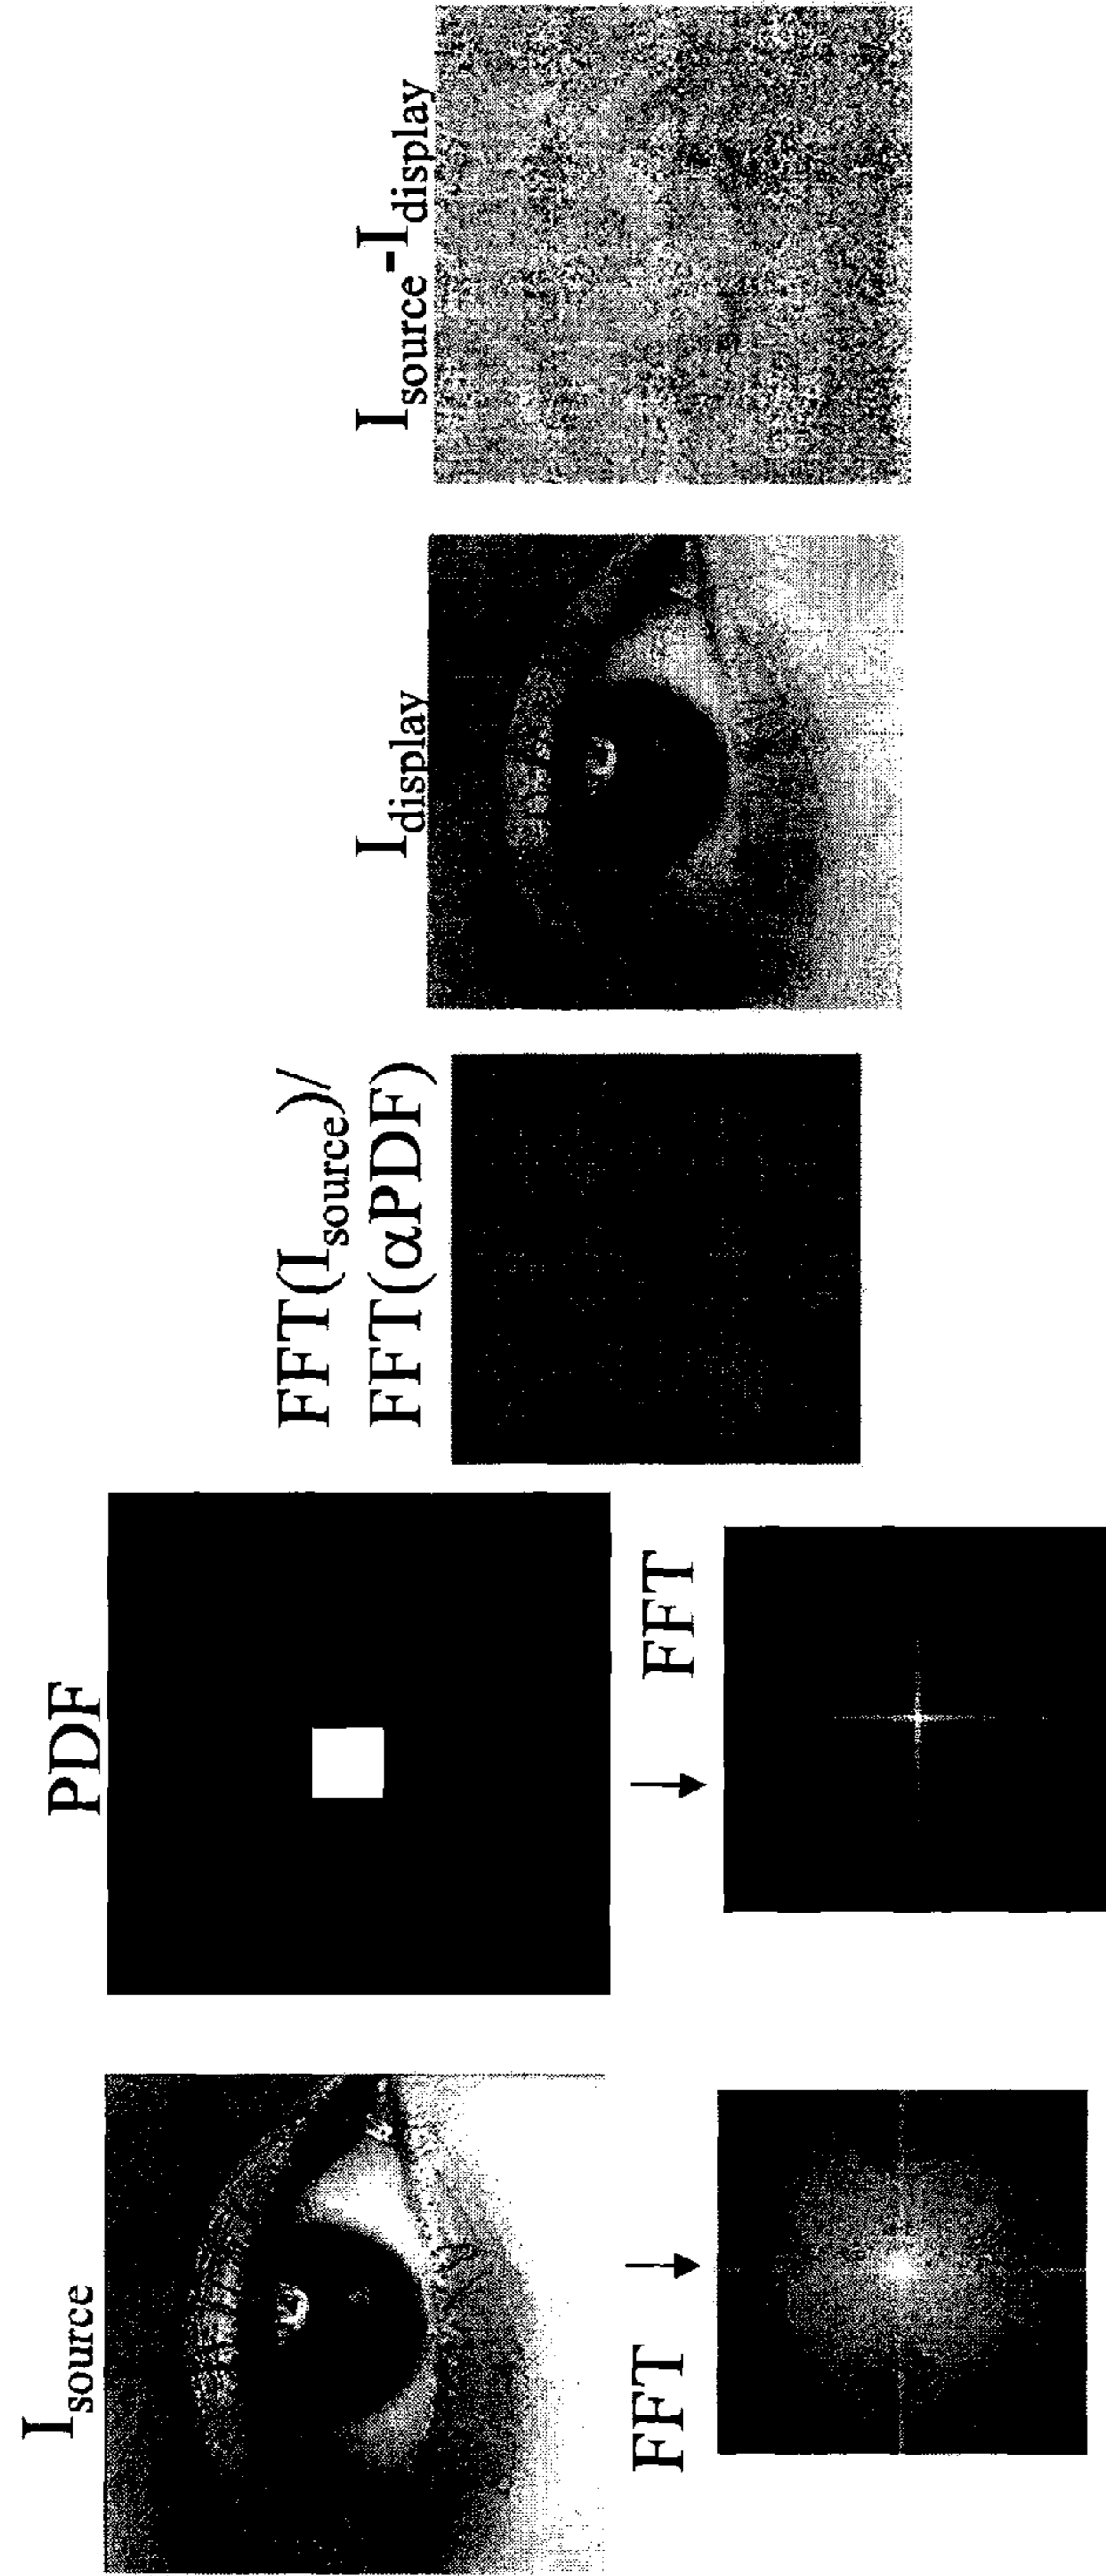 I_source
PDF
FFT(I_source)/
FFT(αPDF)
I_display
I_source-I_display
FFT
FFT